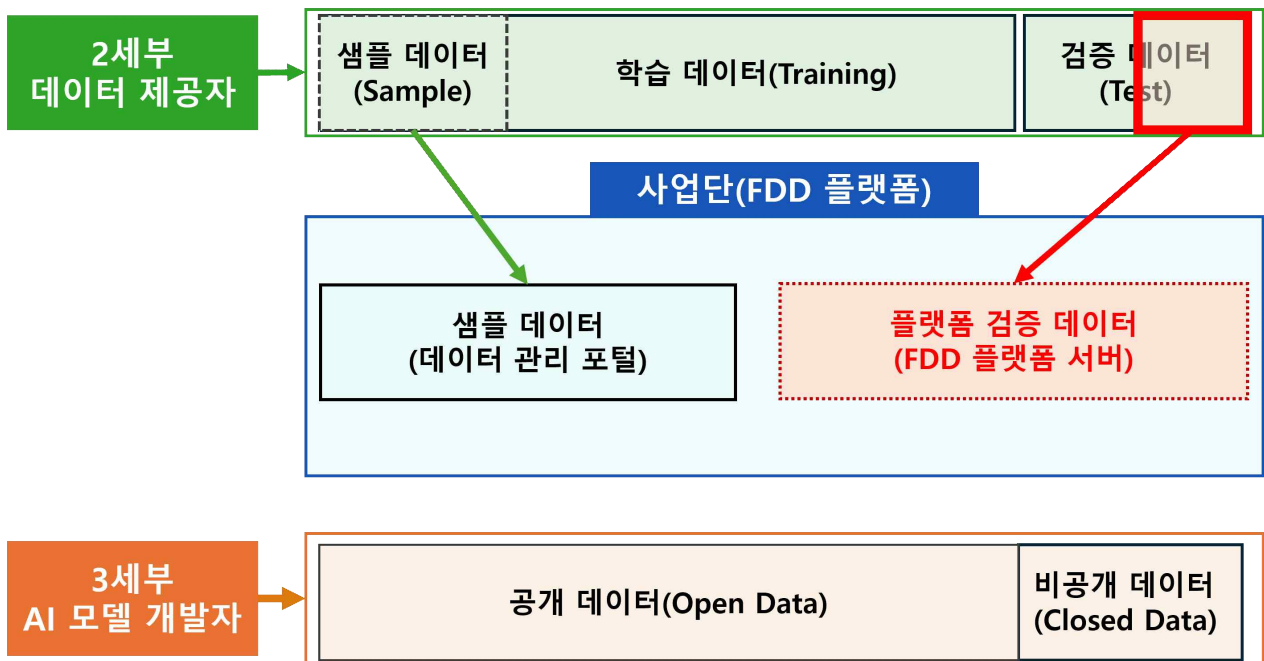 2세부
데이터 제공자
샘플 데이터
(Sample)
학습 데이터(Training)
검증 데이터
(Test)
사업단(FDD 플랫폼)
샘플 데이터
(데이터 관리 포털)
플랫폼 검증 데이터
(FDD 플랫폼 서버)
3세부
AI 모델 개발자
공개 데이터(Open Data)
비공개 데이터
(Closed Data)